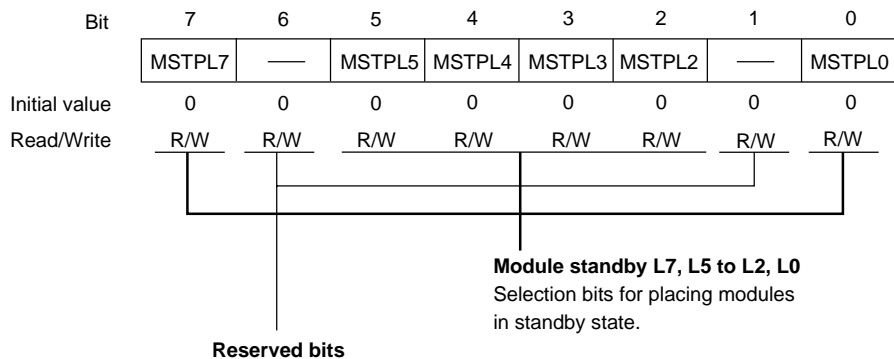 Bit 7 6 5 4 3 2 1 0
MSTPL7 — MSTPL5 MSTPL4 MSTPL3 MSTPL2 — MSTPL0
Initial value 0 0 0 0 0 0 0 0
Read/Write R/W R/W R/W R/W R/W R/W R/W R/W
Module standby L7, L5 to L2, L0
Selection bits for placing modules
in standby state.
Reserved bits